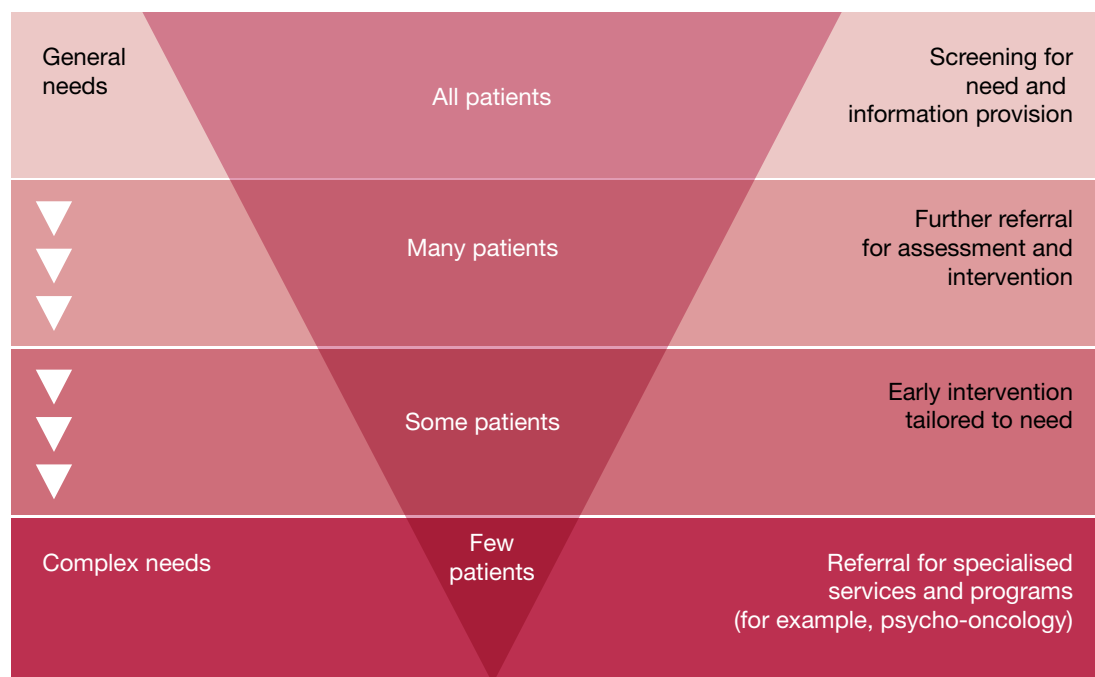 General
needs
All patients
Screening for
need and
information provision
Many patients
Further referral
for assessment and
intervention
Some patients
Early intervention
tailored to need
Complex needs
Few
patients
Referral for specialised
services and programs
(for example, psycho-oncology)